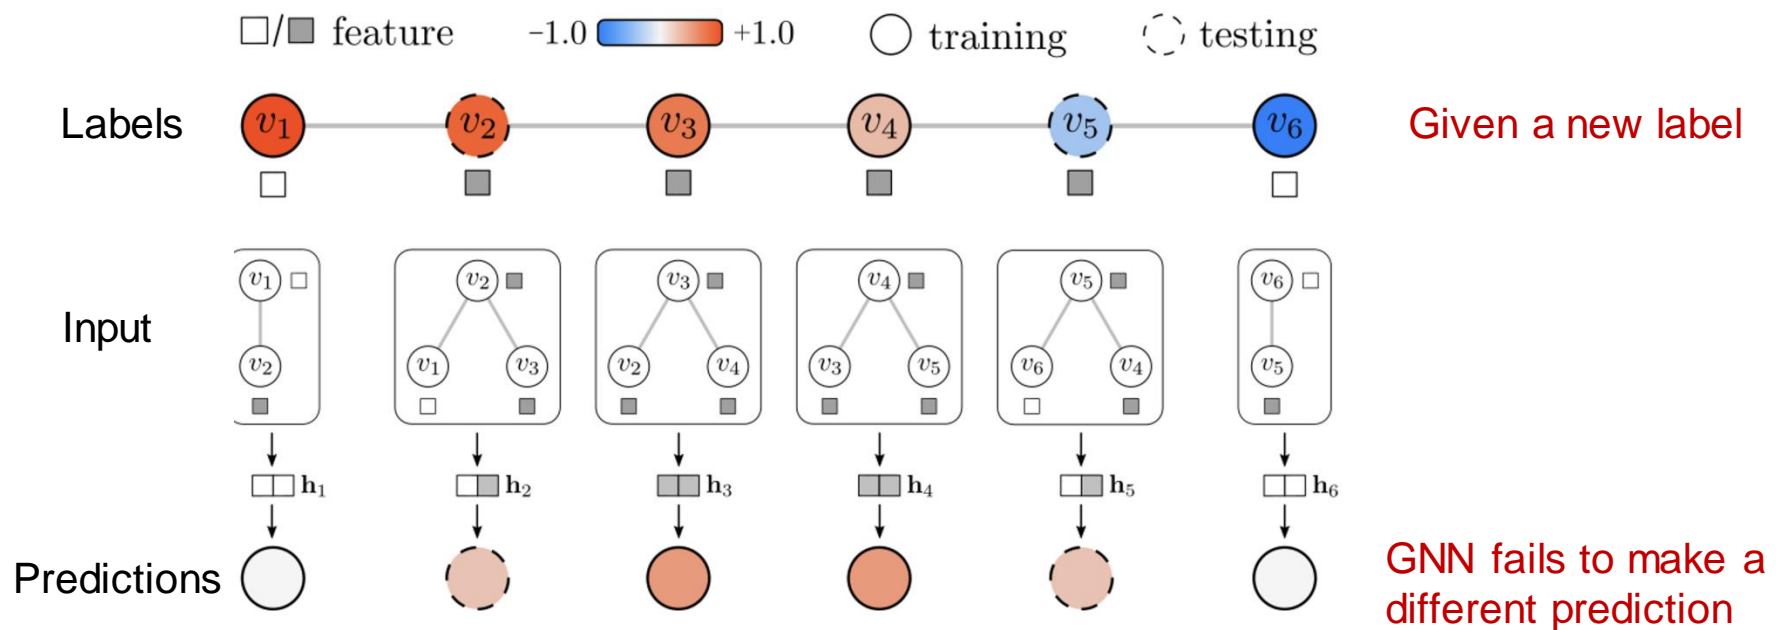 □/■ feature −1.0 +1.0 training testing
Labels v₁ v₂ v₃ v₄ v₅ v₆ Given a new label
v₁ v₂ v₃ v₄ v₅ v₆
Input
v₂ v₁ v₃ v₂ v₄ v₃ v₅ v₆ v₄ v₅
h₁ h₂ h₃ h₄ h₅ h₆
Predictions
GNN fails to make a
different prediction